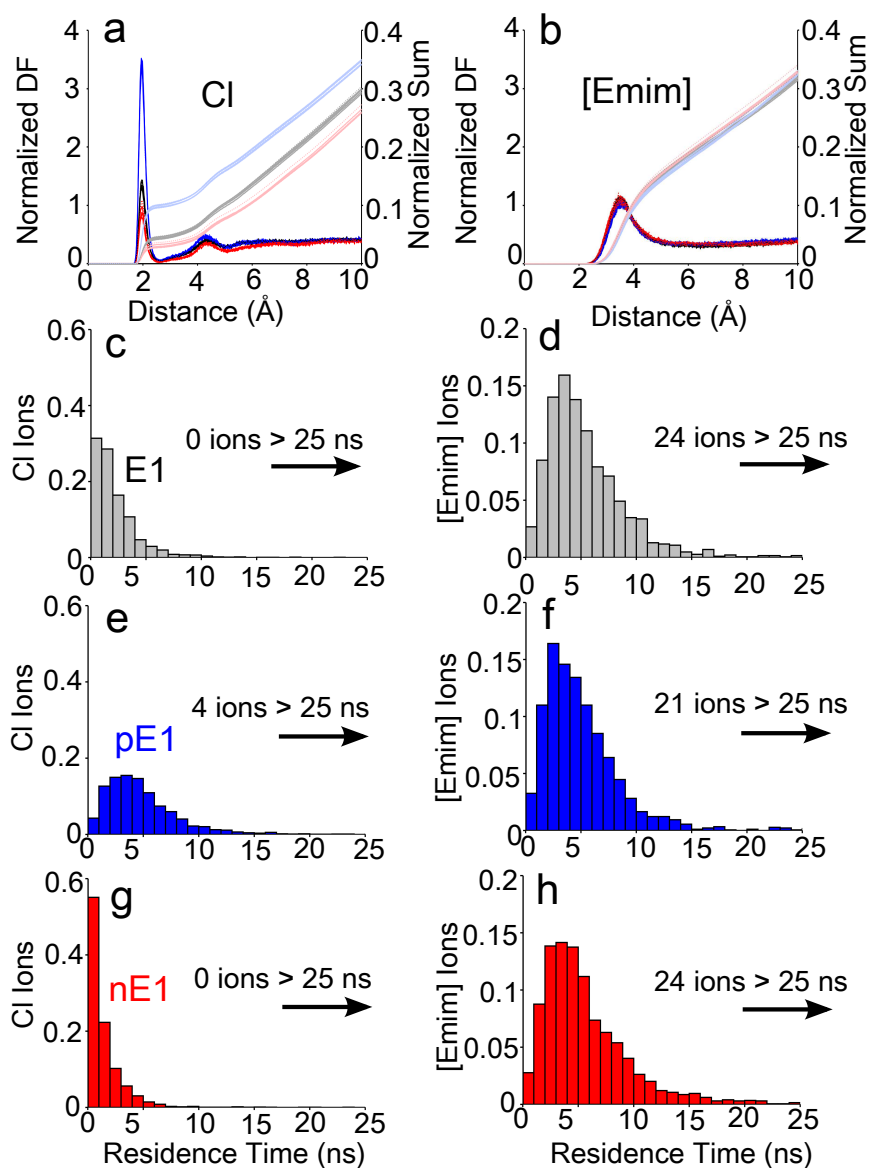 a
Cl
Normalized DF
4
3
2
1
0
0 2 4 6 8 10
Distance (Å)
0.4
0.3
0.2
0.1
0
Normalized Sum
b
[Emim]
Normalized DF
4
3
2
1
0
0 2 4 6 8 10
Distance (Å)
0.4
0.3
0.2
0.1
0
Normalized Sum
c
Cl Ions
0.6
0.4
0.2
0
0 5 10 15 20 25
E1
0 ions > 25 ns
d
[Emim] Ions
0.2
0.15
0.1
0.05
0
0 5 10 15 20 25
24 ions > 25 ns
e
Cl Ions
0.6
0.4
0.2
0
0 5 10 15 20 25
pE1
4 ions > 25 ns
f
[Emim] Ions
0.2
0.15
0.1
0.05
0
0 5 10 15 20 25
21 ions > 25 ns
g
Cl Ions
0.6
0.4
0.2
0
0 5 10 15 20 25
nE1
0 ions > 25 ns
Residence Time (ns)
h
[Emim] Ions
0.2
0.15
0.1
0.05
0
0 5 10 15 20 25
24 ions > 25 ns
Residence Time (ns)